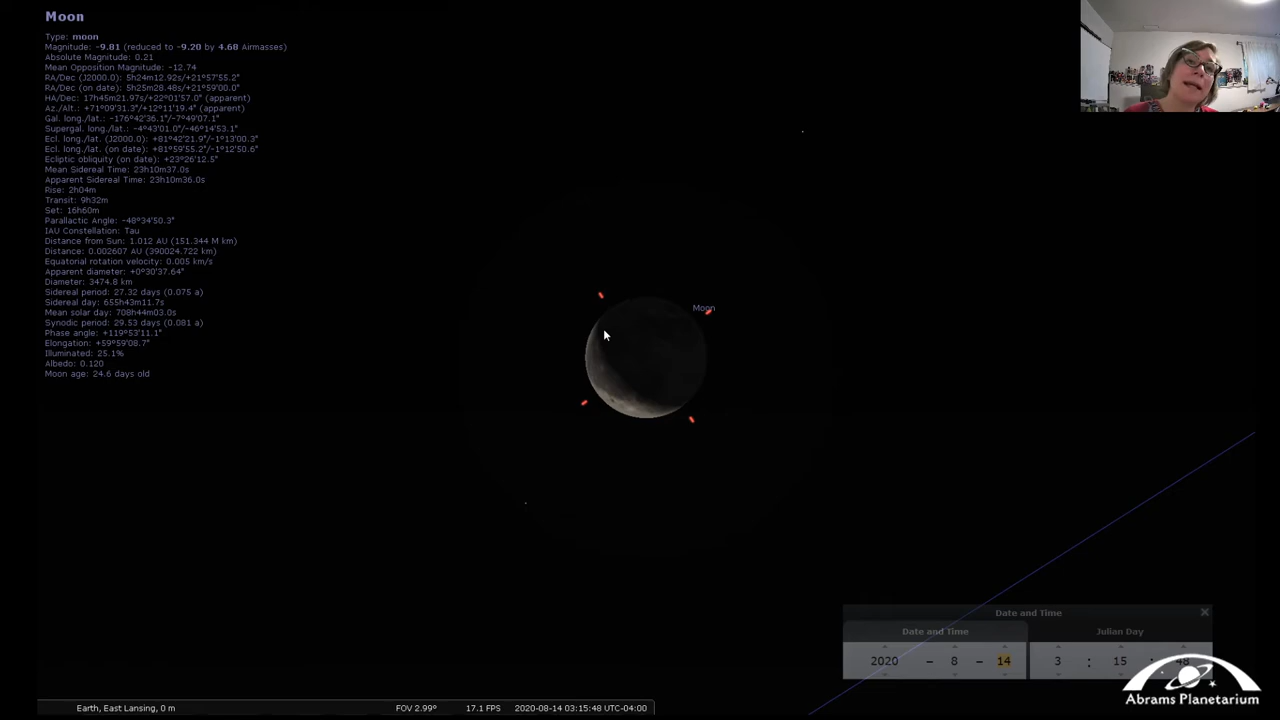 Moon
Type: moon
Magnitude: -9.81 (reduced to -9.20 by 4.68 Airmasses)
Absolute Magnitude: 0.21
Mean Opposition Magnitude: -12.74
RA/Dec (J2000.0): 5h24m12.92s/+21°57'55.2"
RA/Dec (on date): 5h25m28.48s/+21°59'00.0"
HA/Dec: 17h45m21.97s/+22°01'57.0" (apparent)
Az./Alt.: +71°09'31.3"/+12°11'19.4" (apparent)
Gal. long./lat.: -176°42'36.1"/-7°49'07.1"
Supergal. long./lat.: -4°43'01.0"/-46°14'53.1"
Ecl. long./lat. (J2000.0): +81°42'21.9"/-1°13'00.3"
Ecl. long./lat. (on date): +81°59'55.2"/-1°12'50.6"
Ecliptic obliquity (on date): +23°26'12.5"
Mean Sidereal Time: 23h10m37.0s
Apparent Sidereal Time: 23h10m36.0s
Rise: 2h04m
Transit: 9h32m
Set: 16h60m
Parallactic Angle: -48°34'50.3"
IAU Constellation: Tau
Distance from Sun: 1.012 AU (151.344 M km)
Distance: 0.002607 AU (390024.722 km)
Equatorial rotation velocity: 0.005 km/s
Apparent diameter: +0°30'37.64"
Diameter: 3474.8 km
Sidereal period: 27.32 days (0.075 a)
Sidereal day: 655h43m11.7s
Mean solar day: 708h44m03.0s
Synodic period: 29.53 days (0.081 a)
Phase angle: +119°53'11.1"
Elongation: +59°59'08.7"
Illuminated: 25.1%
Albedo: 0.120
Moon age: 24.6 days old
Moon
Date and Time
Date and Time Julian Day
2020 - 8 - 14 3 : 15 : 48
Abrams Planetarium
Earth, East Lansing, 0 m FOV 2.99° 17.1 FPS 2020-08-14 03:15:48 UTC-04:00